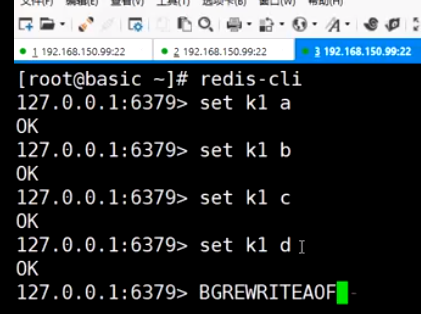 1 192.168.150.99:22
2 192.168.150.99:22
3 192.168.150.99:22
[root@basic ~]# redis-cli
127.0.0.1:6379> set k1 a
OK
127.0.0.1:6379> set k1 b
OK
127.0.0.1:6379> set k1 c
OK
127.0.0.1:6379> set k1 d
OK
127.0.0.1:6379> BGREWRITEAOF